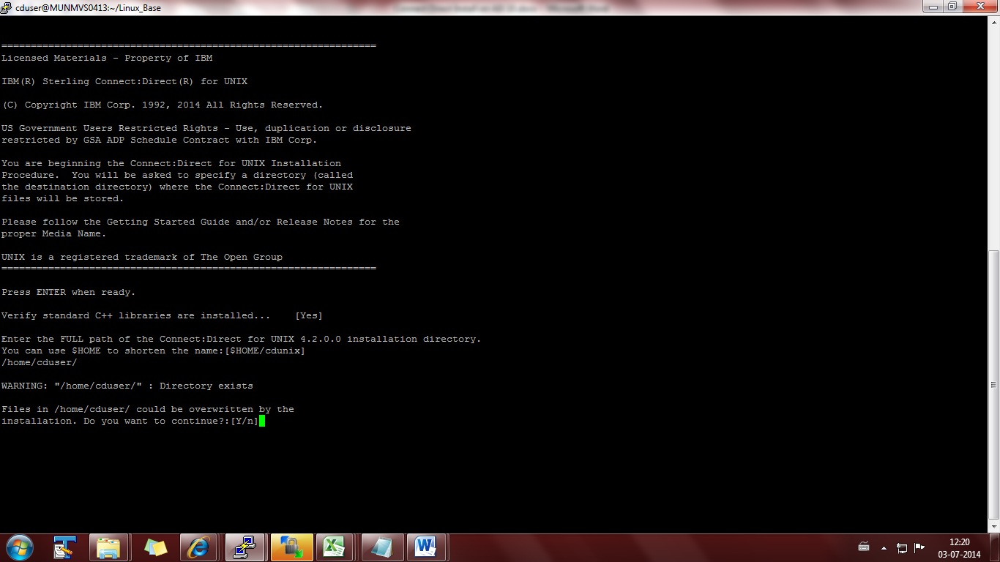 cduser@MUNMVS0413:~/Linux_Base
================================================================
Licensed Materials - Property of IBM
IBM(R) Sterling Connect:Direct(R) for UNIX
(C) Copyright IBM Corp. 1992, 2014 All Rights Reserved.
US Government Users Restricted Rights - Use, duplication or disclosure
restricted by GSA ADP Schedule Contract with IBM Corp.
You are beginning the Connect:Direct for UNIX Installation
Procedure.  You will be asked to specify a directory (called
the destination directory) where the Connect:Direct for UNIX
files will be stored.
Please follow the Getting Started Guide and/or Release Notes for the
proper Media Name.
UNIX is a registered trademark of The Open Group
================================================================
Press ENTER when ready.
Verify standard C++ libraries are installed...    [Yes]
Enter the FULL path of the Connect:Direct for UNIX 4.2.0.0 installation directory.
You can use $HOME to shorten the name:[$HOME/cdunix]
/home/cduser/
WARNING: "/home/cduser/" : Directory exists
Files in /home/cduser/ could be overwritten by the
installation. Do you want to continue?:[Y/n]
12:20
03-07-2014